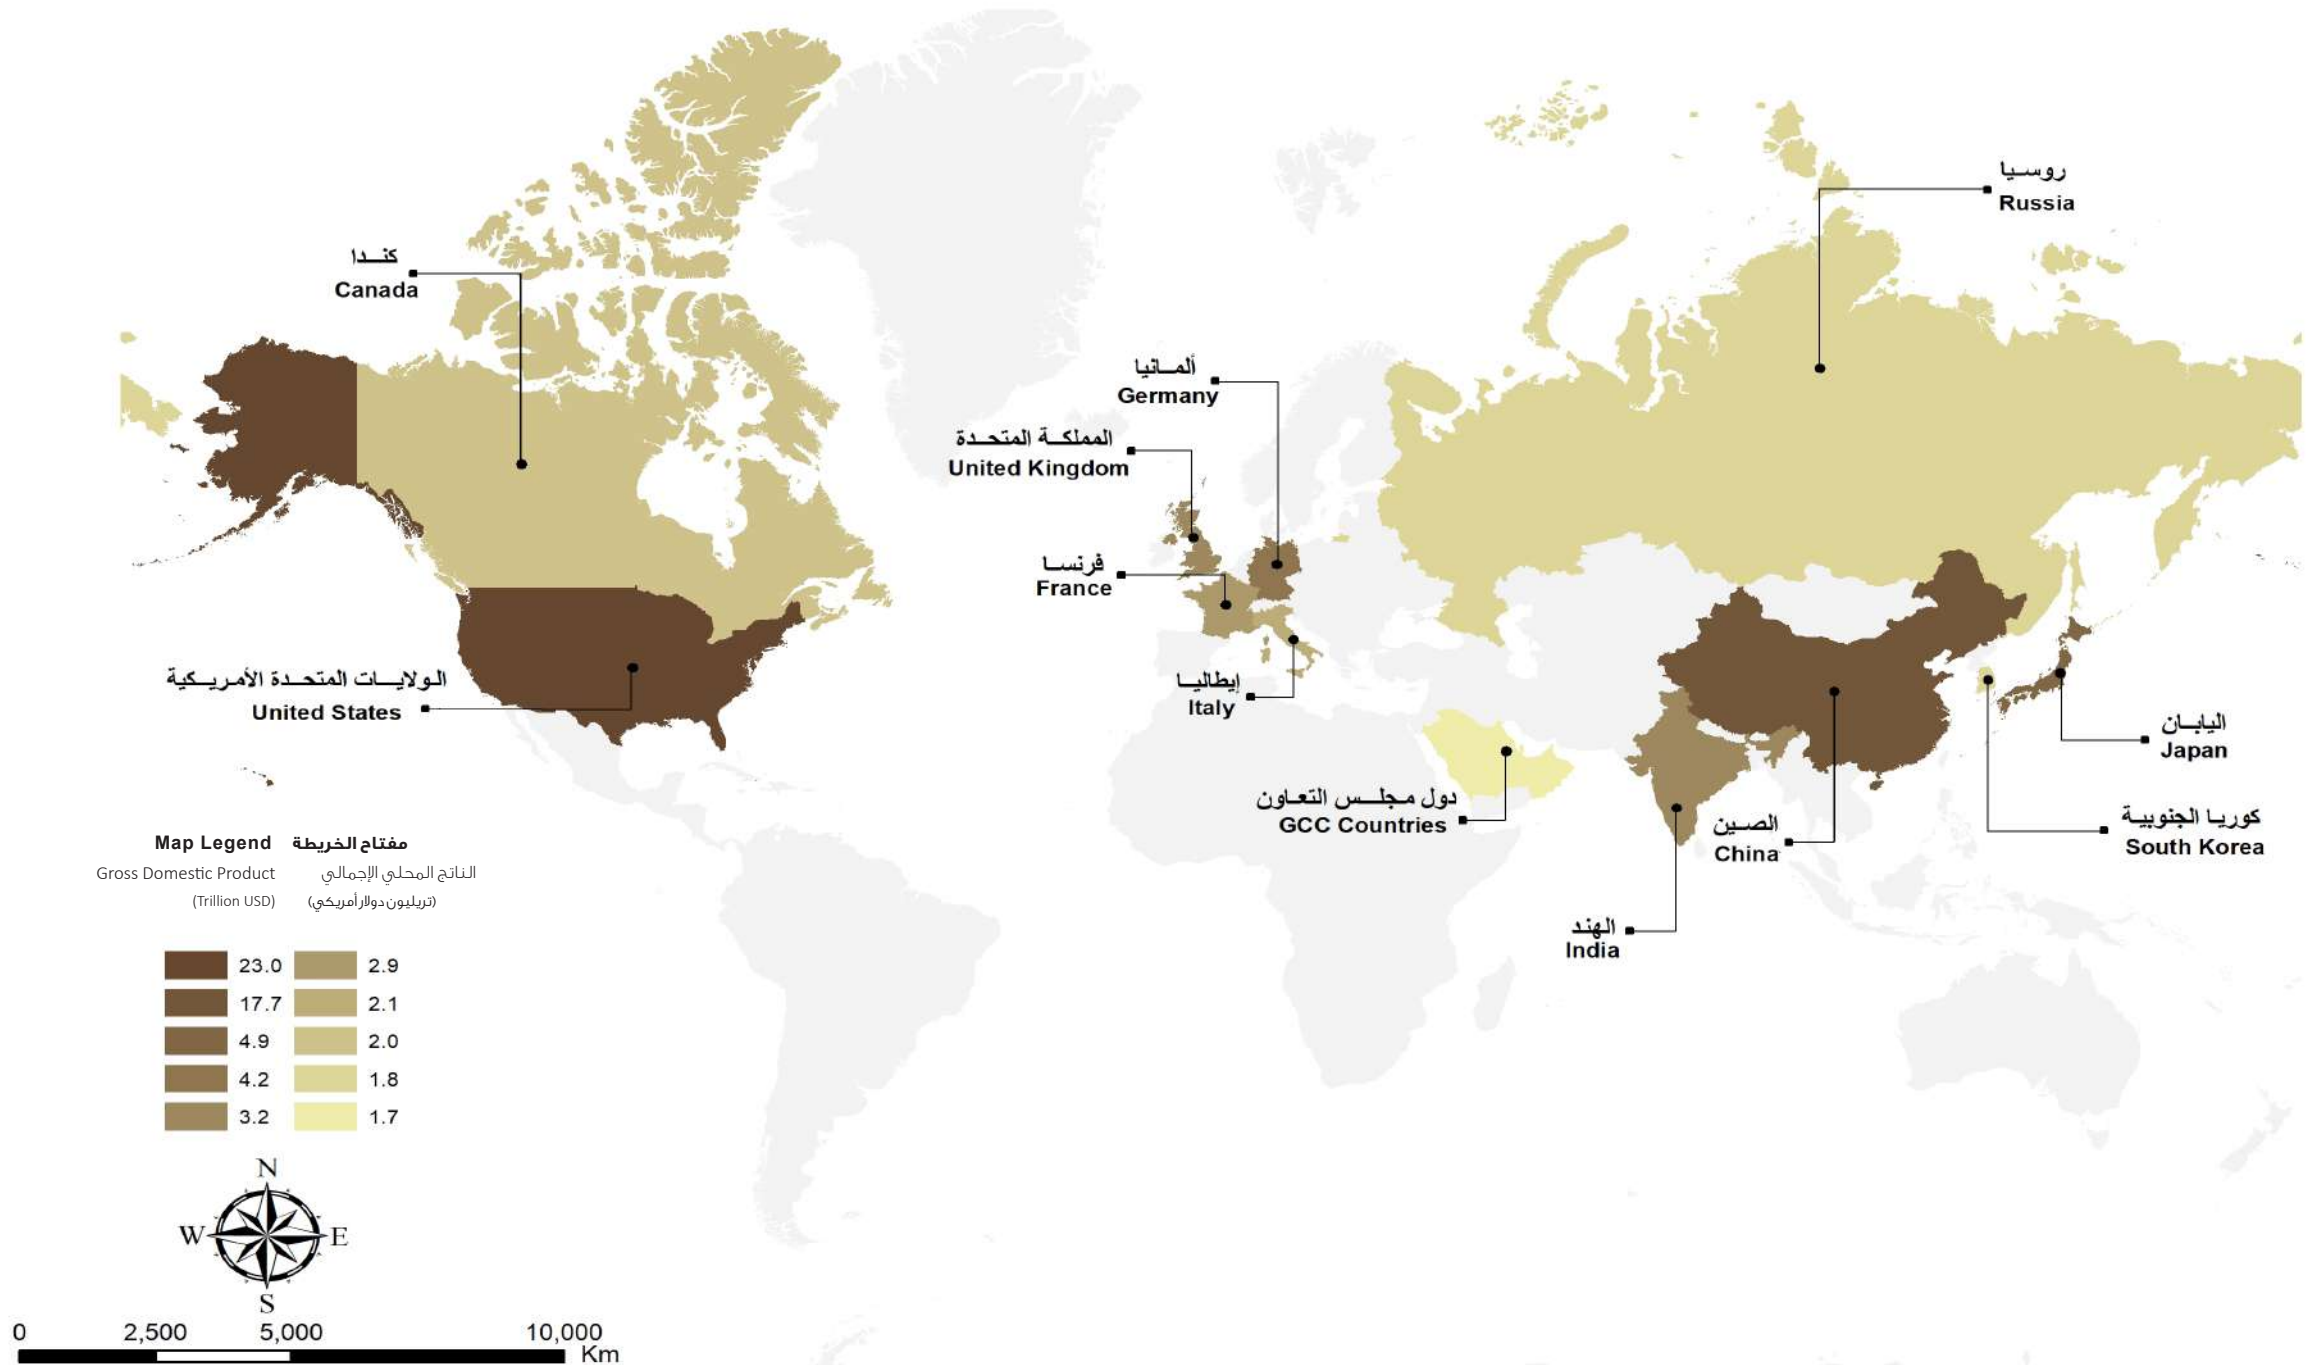 روسيا
Russia
كندا
Canada
ألمانيا
Germany
المملكة المتحدة
United Kingdom
فرنسا
France
الولايات المتحدة الأمريكية
United States
إيطاليا
Italy
اليابان
Japan
دول مجلس التعاون
GCC Countries
الصين
China
كوريا الجنوبية
South Korea
الهند
India
Map Legend مفتاح الخريطة
Gross Domestic Product الناتج المحلي الإجمالي
(Trillion USD) (تريليون دولار أمريكي)
23.0 2.9
17.7 2.1
4.9 2.0
4.2 1.8
3.2 1.7
N
W E
S
0 2,500 5,000 10,000
Km